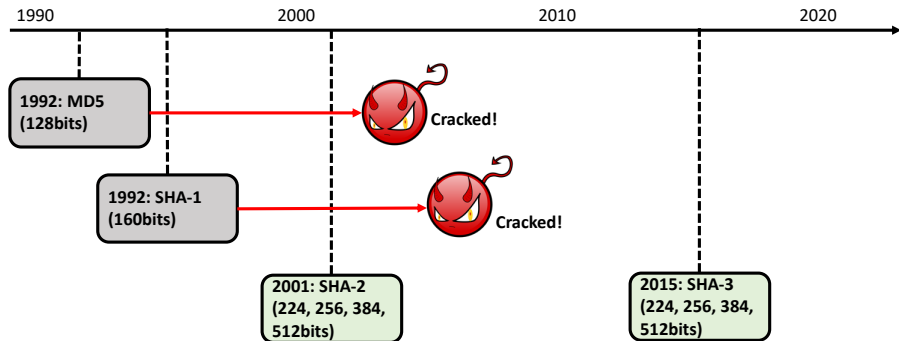 1990 2000 2010 2020
1992: MD5
(128bits)
Cracked!
1992: SHA-1
(160bits)
Cracked!
2001: SHA-2
(224, 256, 384,
512bits)
2015: SHA-3
(224, 256, 384,
512bits)